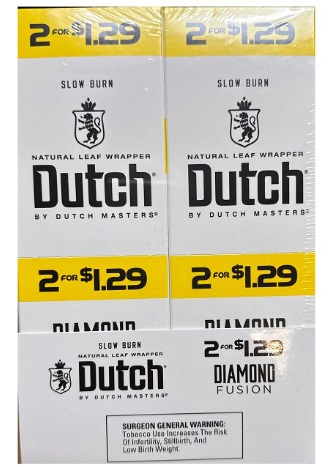 2 FOR $1.29
2 FOR $1.29
SLOW BURN
SLOW BURN
NATURAL LEAF WRAPPER
NATURAL LEAF WRAPPER
Dutch®
Dutch®
BY DUTCH MASTERS®
BY DUTCH MASTERS®
2 FOR $1.29
2 FOR $1.29
DIAMOND
DIAMOND
SLOW BURN
NATURAL LEAF WRAPPER
Dutch®
BY DUTCH MASTERS®
2 FOR $1.29
DIAMOND
FUSION
SURGEON GENERAL WARNING:
Tobacco Use Increases The Risk
Of Infertility, Stillbirth, And
Low Birth Weight.